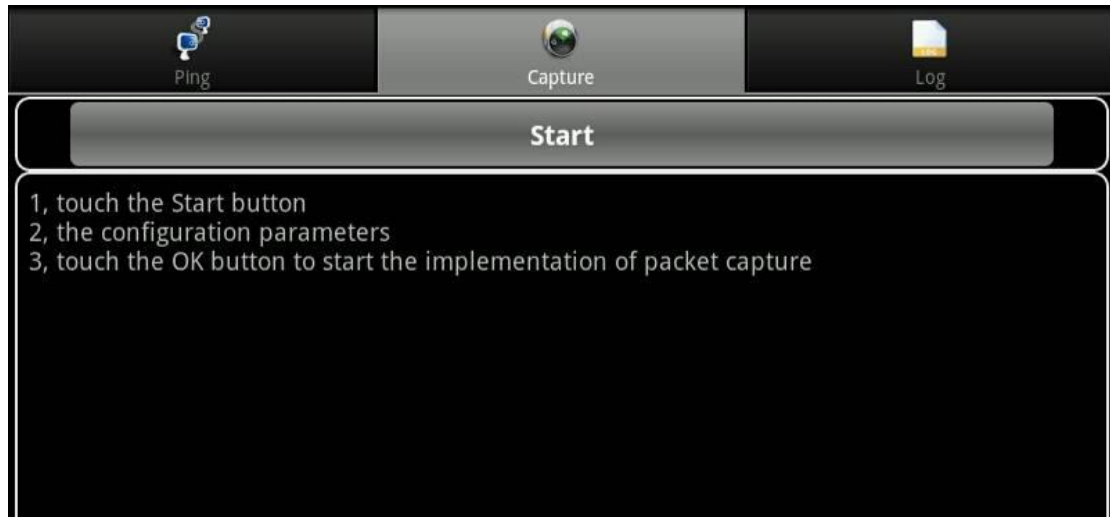 Ping
Capture
Log
Start
1, touch the Start button
2, the configuration parameters
3, touch the OK button to start the implementation of packet capture